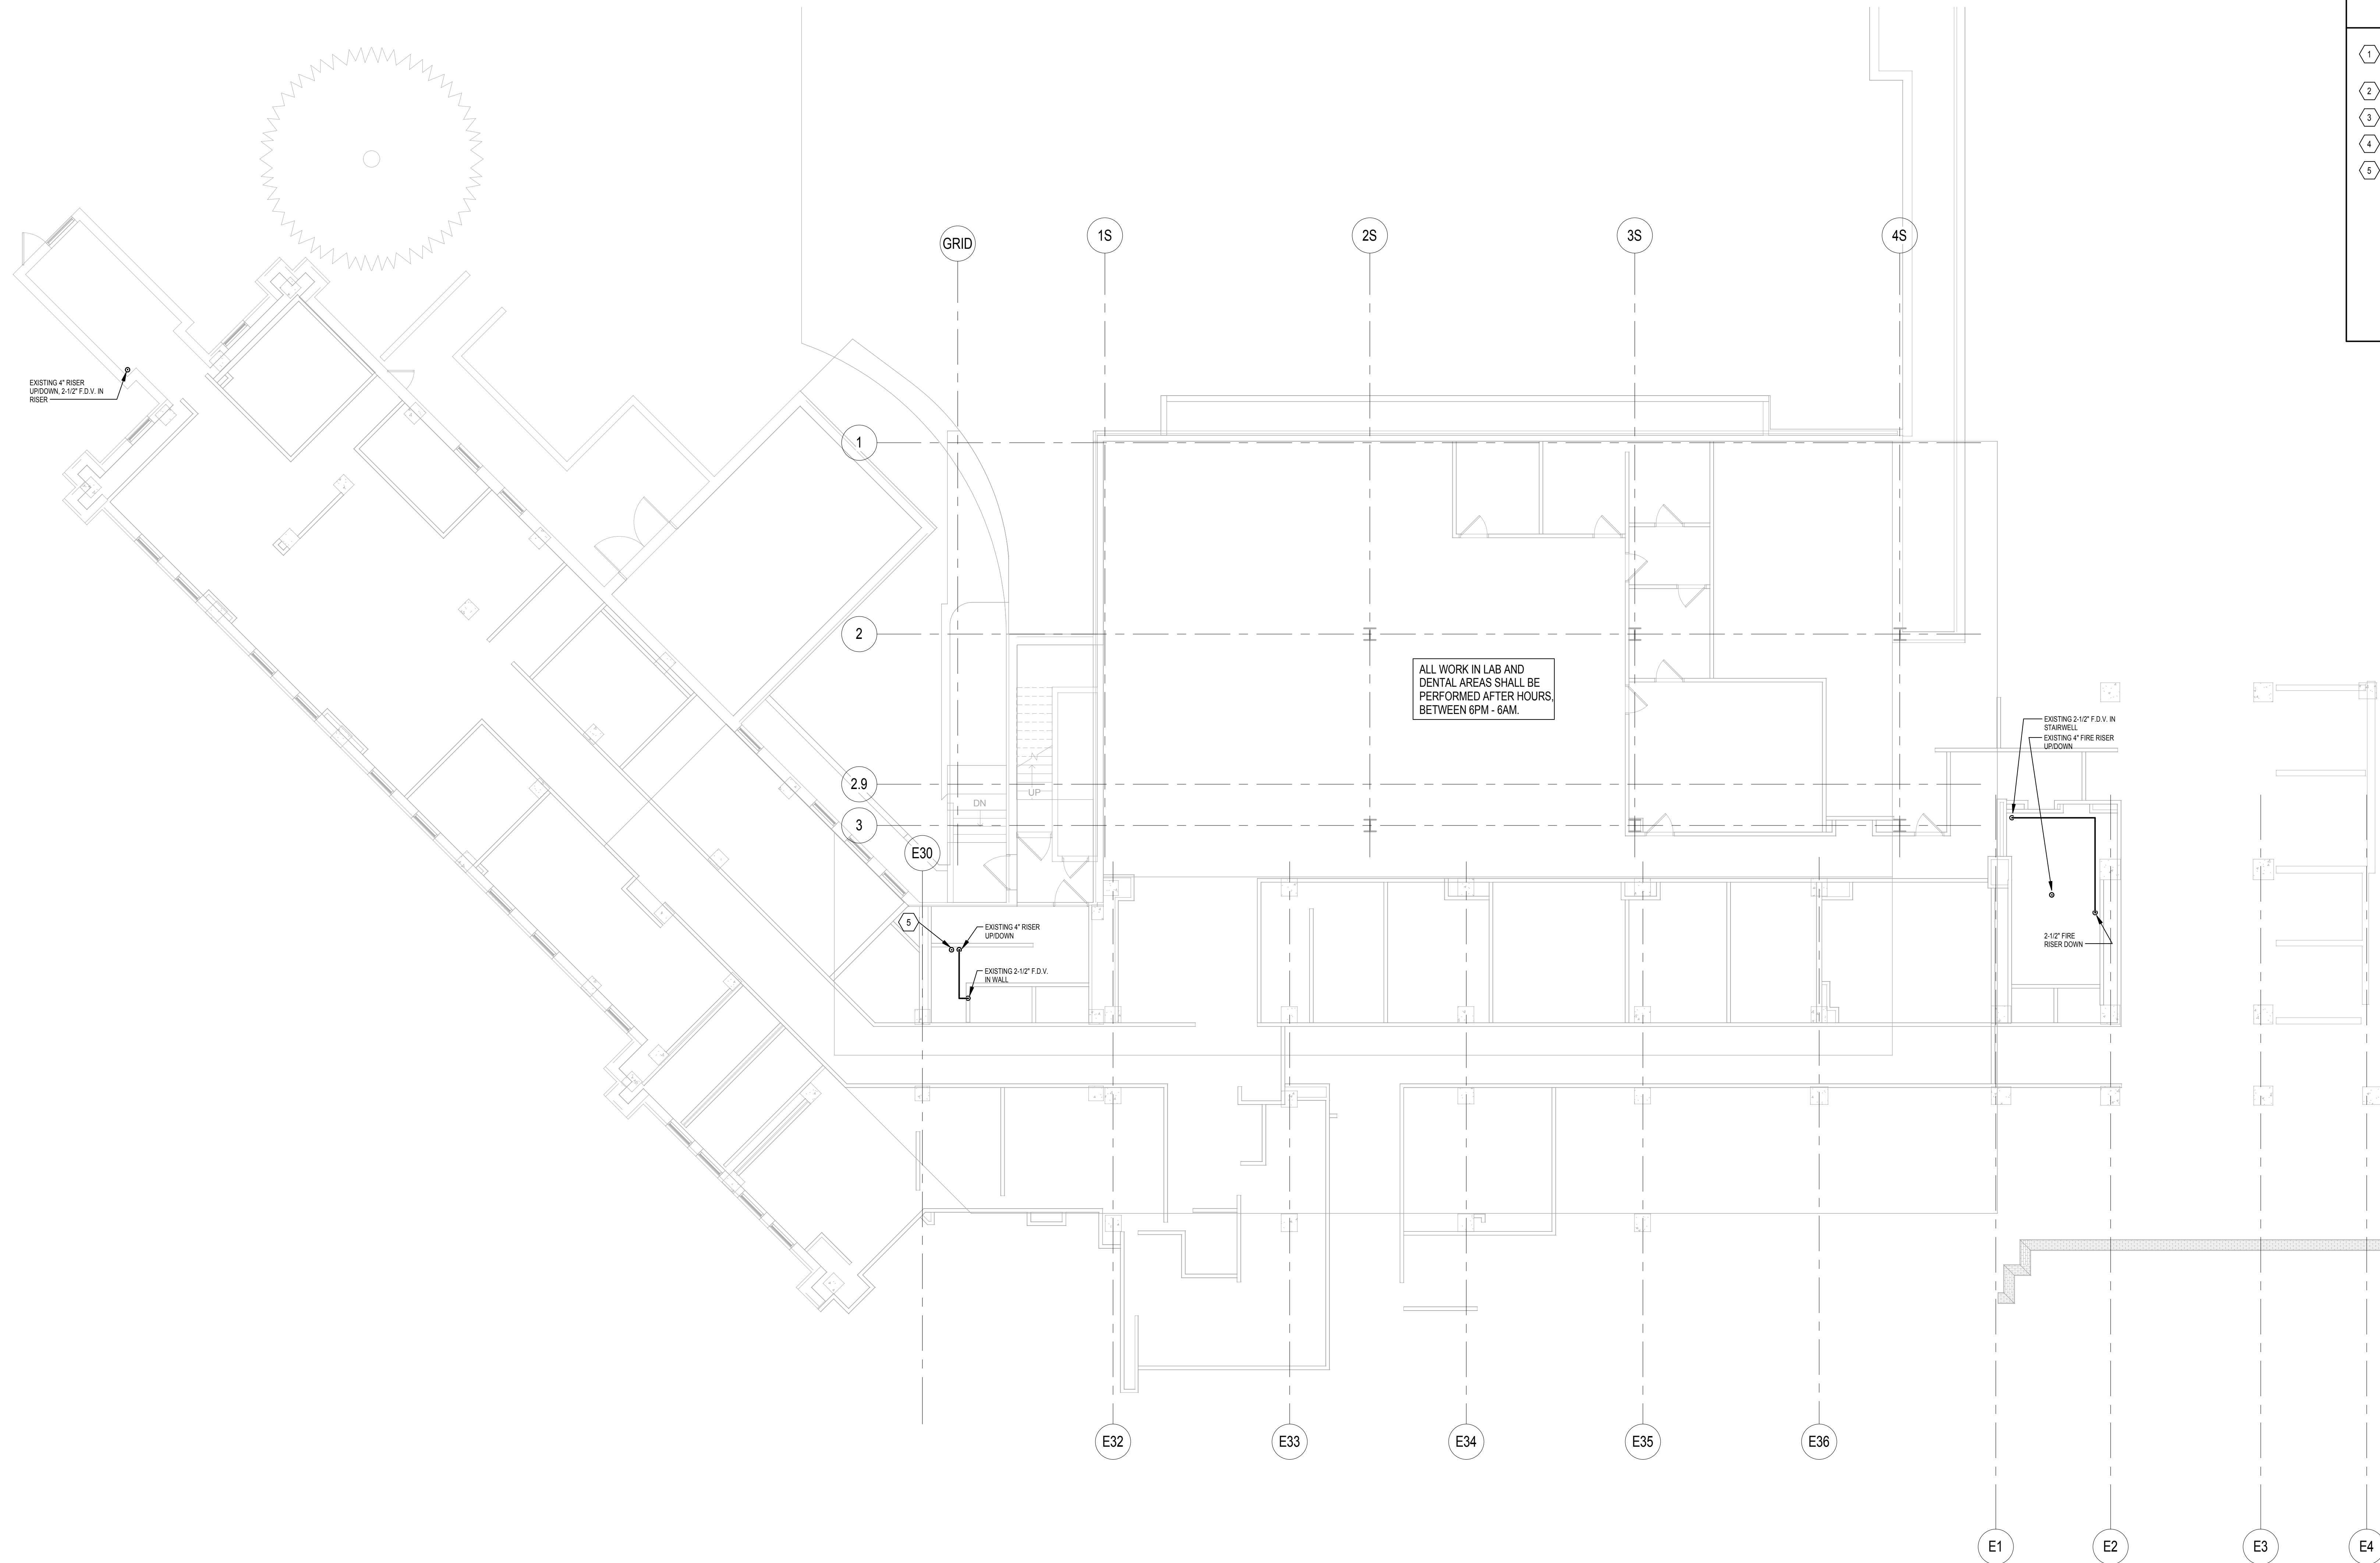 1
2
3
4
5
GRID
1S
2S
3S
4S
EXISTING 4" RISER
UP/DOWN, 2-1/2" F.D.V. IN
RISER
1
2
ALL WORK IN LAB AND
DENTAL AREAS SHALL BE
PERFORMED AFTER HOURS,
BETWEEN 6PM - 6AM.
EXISTING 2-1/2" F.D.V. IN
STAIRWELL
EXISTING 4" FIRE RISER
UP/DOWN
2.9
UP
DN
3
E30
5
EXISTING 4" RISER
UP/DOWN
2-1/2" FIRE
RISER DOWN
EXISTING 2-1/2" F.D.V.
IN WALL
E32
E33
E34
E35
E36
E1
E2
E3
E4